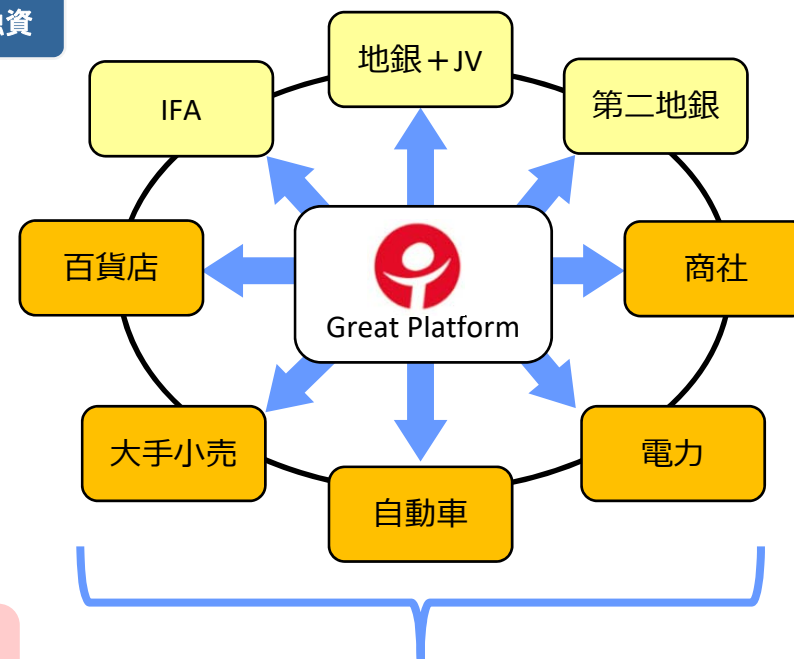 融資
地銀＋JV
IFA
第二地銀
百貨店
Great Platform
商社
大手小売
電力
自動車